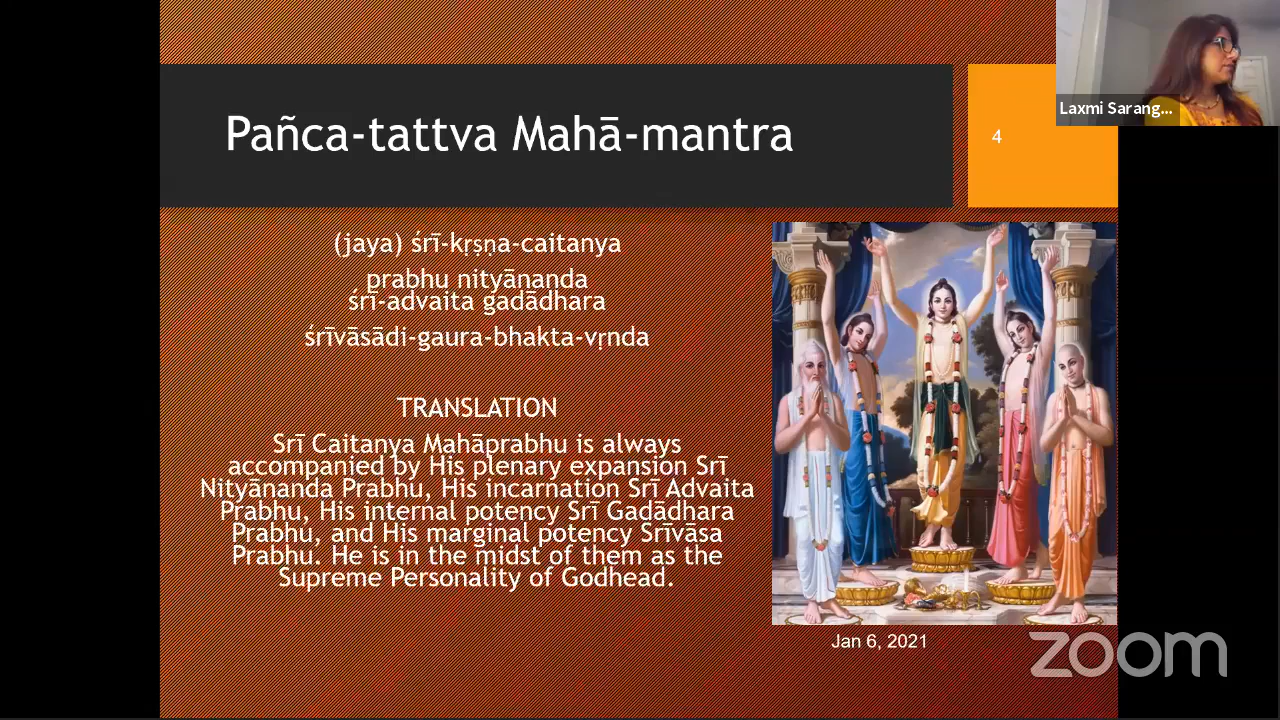 Pañca-tattva Mahā-mantra
4
Laxmi Sarang...
(jaya) śrī-kṛṣṇa-caitanya
prabhu nityānanda
śrī-advaita gadādhara
śrīvāsādi-gaura-bhakta-vṛnda
TRANSLATION
Srī Caitanya Mahāprabhu is always
accompanied by His plenary expansion Srī
Nityānanda Prabhu, His incarnation Srī Advaita
Prabhu, His internal potency Srī Gadādhara
Prabhu, and His marginal potency Srīvāsa
Prabhu. He is in the midst of them as the
Supreme Personality of Godhead.
Jan 6, 2021
zoom